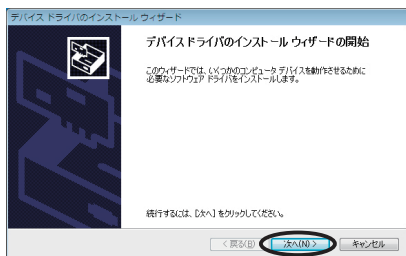 デバイス ドライバのインストール ウィザード
デバイス ドライバのインストール ウィザードの開始
このウィザードでは、いくつかのコンピュータ デバイスを動作させるために
必要なソフトウェア ドライバをインストールします。
続行するには、[次へ] をクリックしてください。
< 戻る(B) 次へ(N) > キャンセル